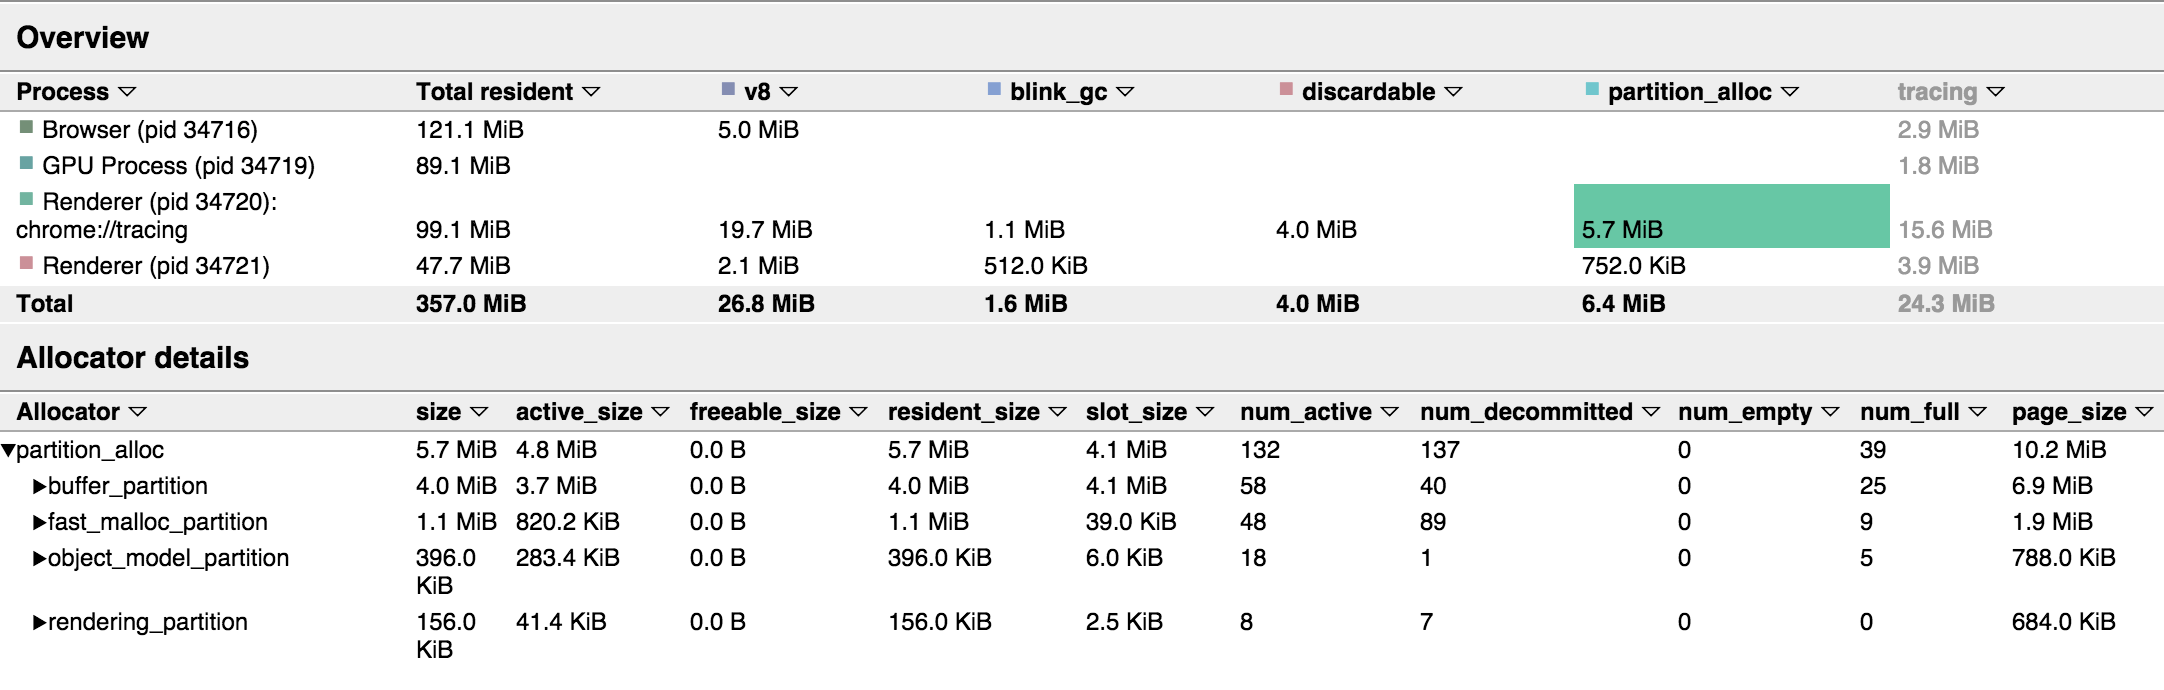 Overview
Process ▽ Total resident ▽ v8 ▽ blink_gc ▽ discardable ▽ partition_alloc ▽ tracing ▽
Browser (pid 34716) 121.1 MiB 5.0 MiB 2.9 MiB
GPU Process (pid 34719) 89.1 MiB 1.8 MiB
Renderer (pid 34720):
chrome://tracing 99.1 MiB 19.7 MiB 1.1 MiB 4.0 MiB 5.7 MiB 15.6 MiB
Renderer (pid 34721) 47.7 MiB 2.1 MiB 512.0 KiB 752.0 KiB 3.9 MiB
Total 357.0 MiB 26.8 MiB 1.6 MiB 4.0 MiB 6.4 MiB 24.3 MiB
Allocator details
Allocator ▽ size ▽ active_size ▽ freeable_size ▽ resident_size ▽ slot_size ▽ num_active ▽ num_decommitted ▽ num_empty ▽ num_full ▽ page_size ▽
▼partition_alloc 5.7 MiB 4.8 MiB 0.0 B 5.7 MiB 4.1 MiB 132 137 0 39 10.2 MiB
▶buffer_partition 4.0 MiB 3.7 MiB 0.0 B 4.0 MiB 4.1 MiB 58 40 0 25 6.9 MiB
▶fast_malloc_partition 1.1 MiB 820.2 KiB 0.0 B 1.1 MiB 39.0 KiB 48 89 0 9 1.9 MiB
▶object_model_partition 396.0 283.4 KiB 0.0 B 396.0 KiB 6.0 KiB 18 1 0 5 788.0 KiB
KiB
▶rendering_partition 156.0 41.4 KiB 0.0 B 156.0 KiB 2.5 KiB 8 7 0 0 684.0 KiB
KiB